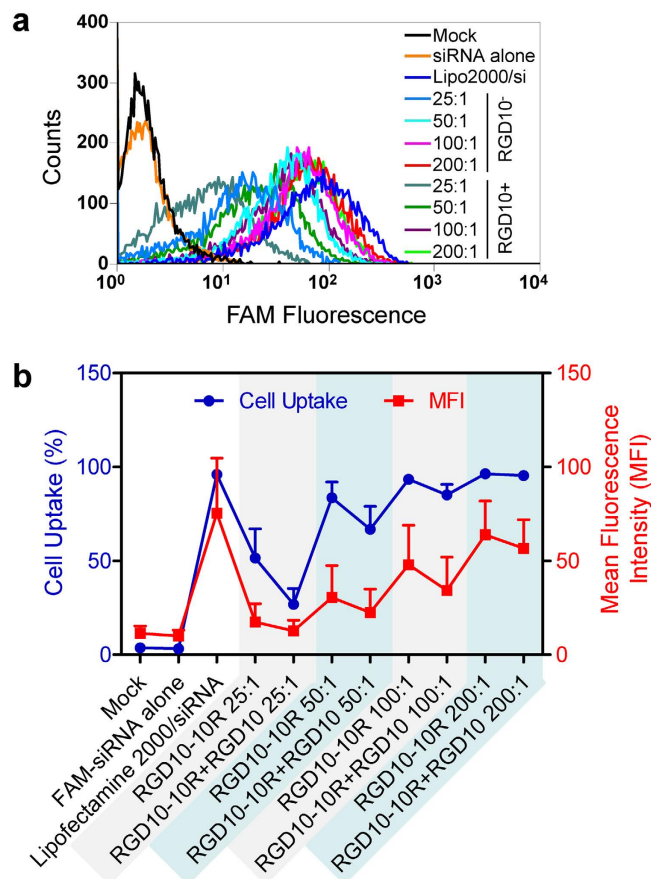 a
Mock
siRNA alone
Lipo2000/si
25:1
50:1
100:1
200:1
RGD10-
25:1
50:1
100:1
200:1
RGD10+
Counts
400
300
200
100
0
10^0
10^1
10^2
10^3
10^4
FAM Fluorescence
b
Cell Uptake
MFI
Cell Uptake (%)
150
100
50
0
150
100
50
0
Mean Fluorescence
Intensity (MFI)
Mock
FAM-siRNA alone
Lipofectamine 2000/siRNA
RGD10-10R 25:1
RGD10-10R+RGD10 25:1
RGD10-10R 50:1
RGD10-10R+RGD10 50:1
RGD10-10R 100:1
RGD10-10R+RGD10 100:1
RGD10-10R 200:1
RGD10-10R+RGD10 200:1